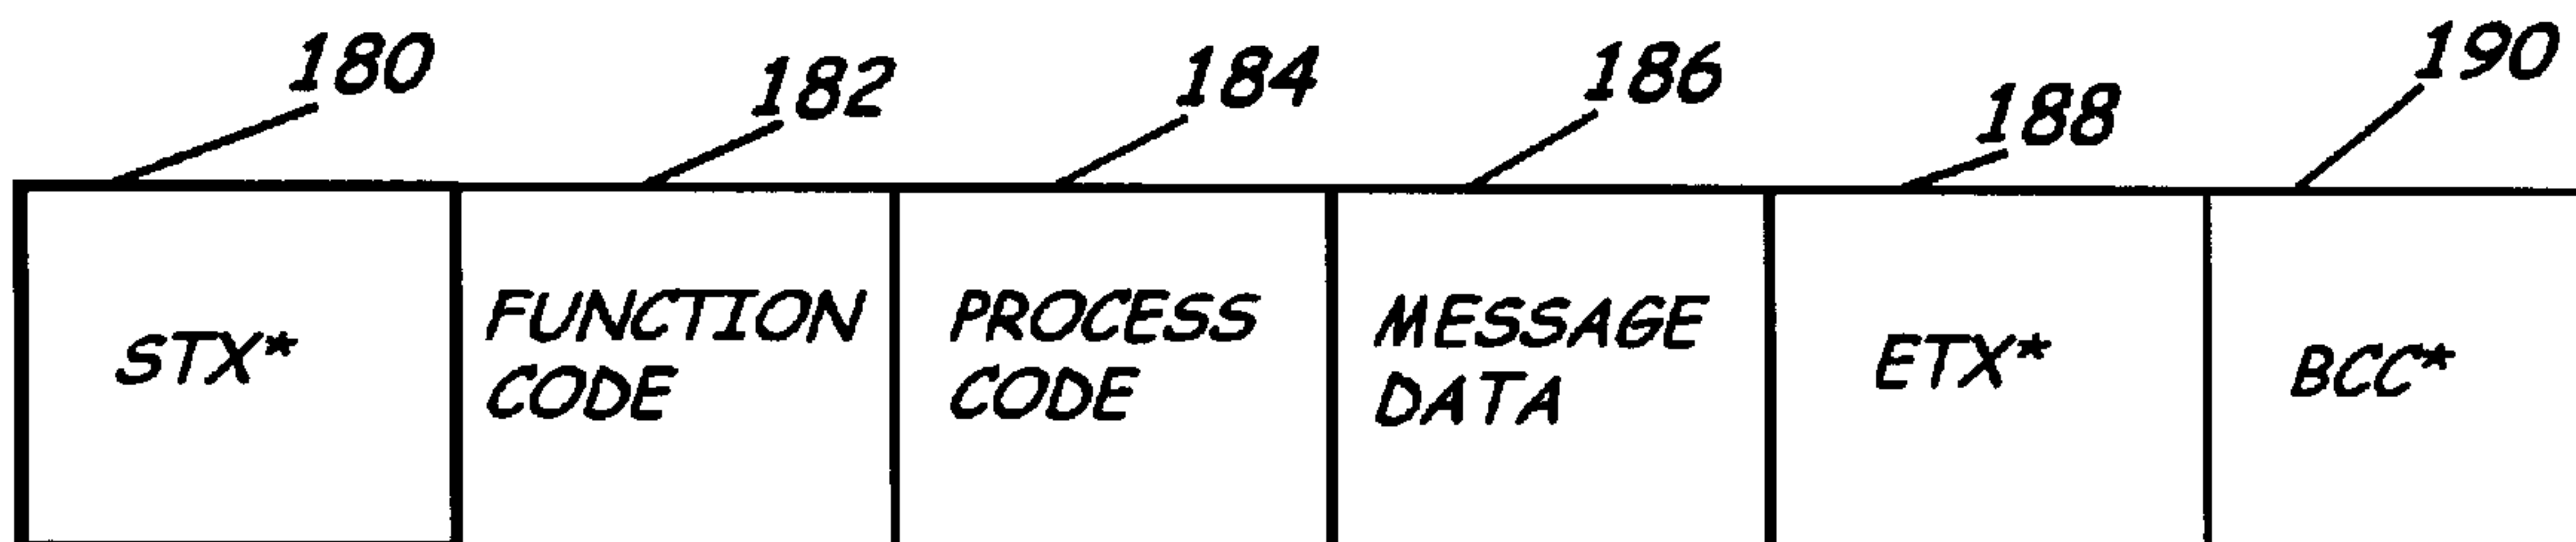 180 182 184 186 188 190
STX* FUNCTION PROCESS MESSAGE ETX* BCC*
CODE CODE DATA